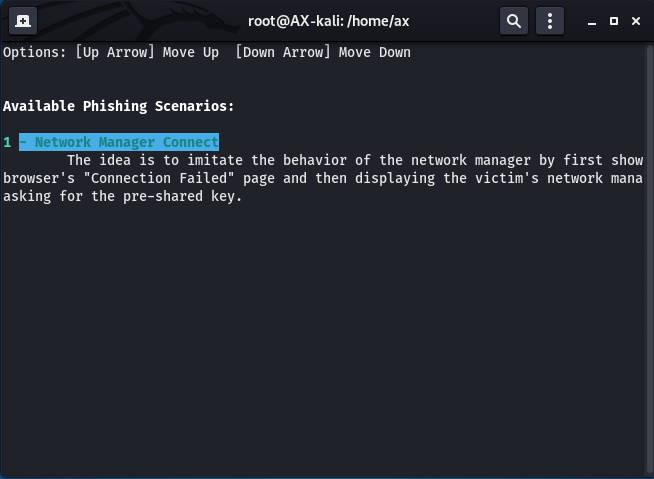 root@AX-kali: /home/ax
Options: [Up Arrow] Move Up  [Down Arrow] Move Down
Available Phishing Scenarios:
1 - Network Manager Connect
The idea is to imitate the behavior of the network manager by first show
browser's "Connection Failed" page and then displaying the victim's network mana
asking for the pre-shared key.